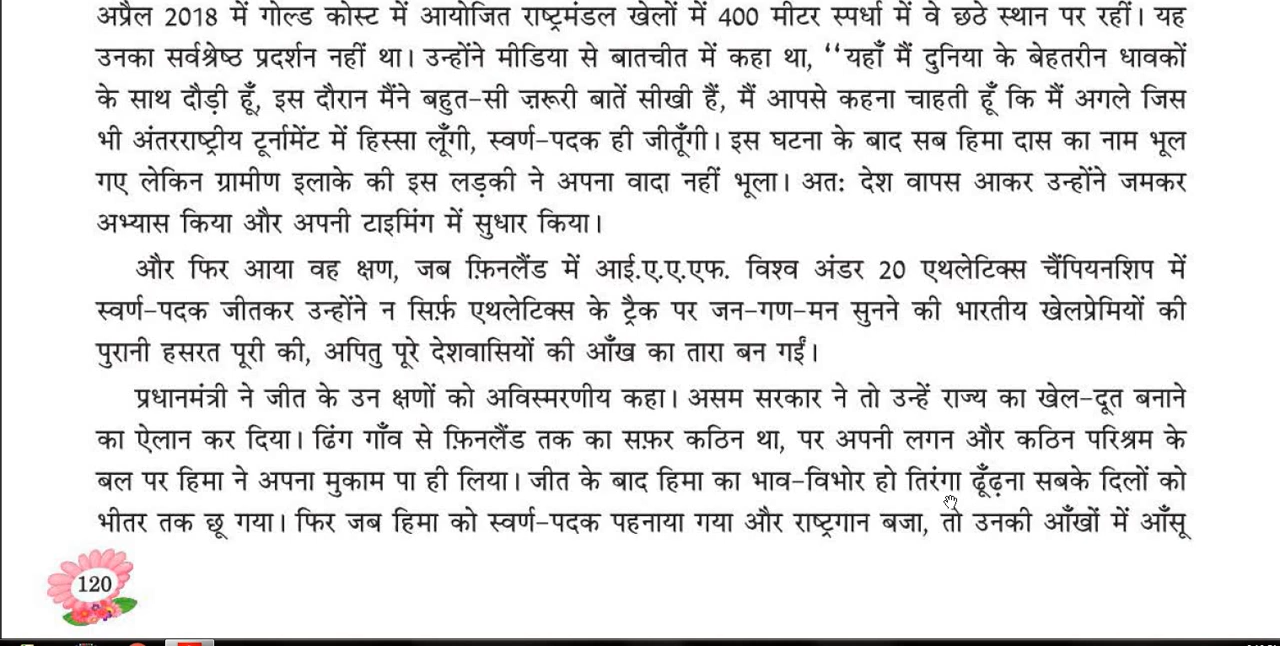 अप्रैल 2018 में गोल्ड कोस्ट में आयोजित राष्ट्रमंडल खेलों में 400 मीटर स्पर्धा में वे छठे स्थान पर रहीं। यह
उनका सर्वश्रेष्ठ प्रदर्शन नहीं था। उन्होंने मीडिया से बातचीत में कहा था, ‘‘यहाँ मैं दुनिया के बेहतरीन धावकों
के साथ दौड़ी हूँ, इस दौरान मैंने बहुत-सी ज़रूरी बातें सीखी हैं, मैं आपसे कहना चाहती हूँ कि मैं अगले जिस
भी अंतरराष्ट्रीय टूर्नामेंट में हिस्सा लूँगी, स्वर्ण-पदक ही जीतूँगी। इस घटना के बाद सब हिमा दास का नाम भूल
गए लेकिन ग्रामीण इलाके की इस लड़की ने अपना वादा नहीं भूला। अतः देश वापस आकर उन्होंने जमकर
अभ्यास किया और अपनी टाइमिंग में सुधार किया।
और फिर आया वह क्षण, जब फ़िनलैंड में आई.ए.ए.एफ. विश्व अंडर 20 एथलेटिक्स चैंपियनशिप में
स्वर्ण-पदक जीतकर उन्होंने न सिर्फ़ एथलेटिक्स के ट्रैक पर जन-गण-मन सुनने की भारतीय खेलप्रेमियों की
पुरानी हसरत पूरी की, अपितु पूरे देशवासियों की आँख का तारा बन गईं।
प्रधानमंत्री ने जीत के उन क्षणों को अविस्मरणीय कहा। असम सरकार ने तो उन्हें राज्य का खेल-दूत बनाने
का ऐलान कर दिया। ढिंग गाँव से फ़िनलैंड तक का सफ़र कठिन था, पर अपनी लगन और कठिन परिश्रम के
बल पर हिमा ने अपना मुकाम पा ही लिया। जीत के बाद हिमा का भाव-विभोर हो तिरंगा ढूँढ़ना सबके दिलों को
भीतर तक छू गया। फिर जब हिमा को स्वर्ण-पदक पहनाया गया और राष्ट्रगान बजा, तो उनकी आँखों में आँसू
120